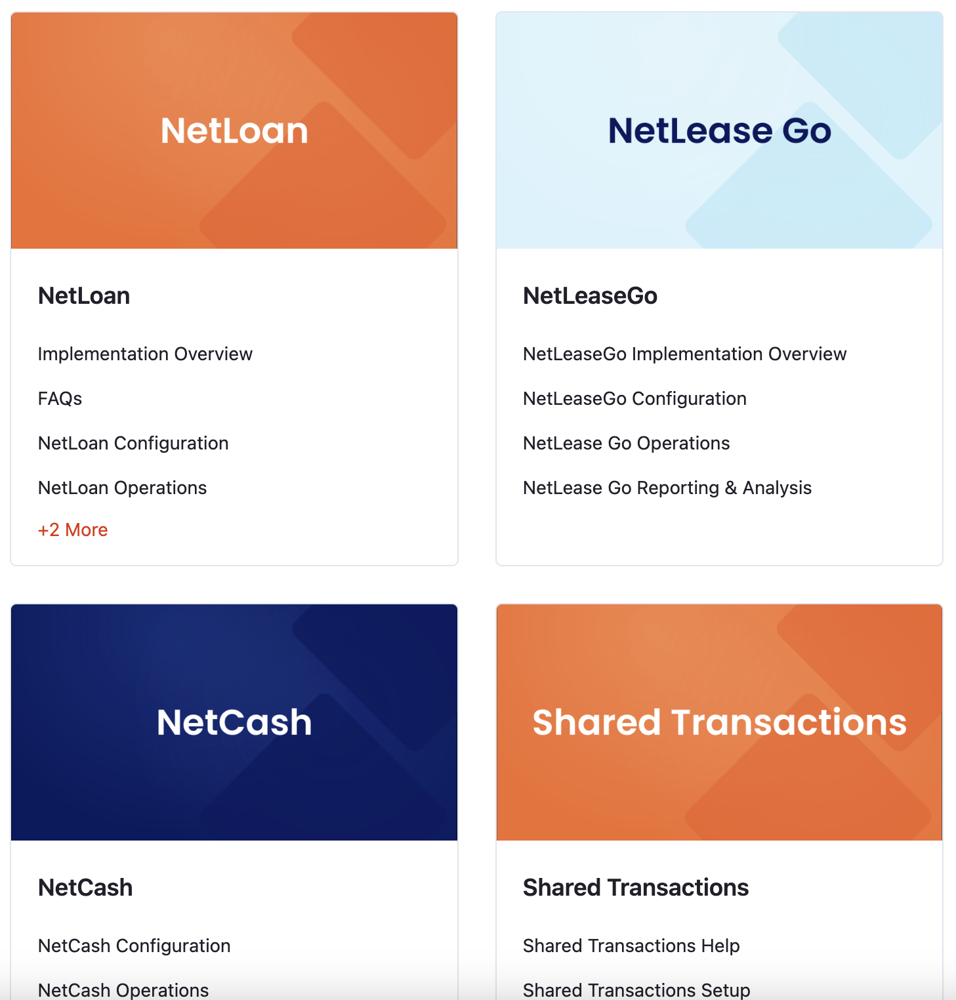 NetLoan
NetLease Go
NetLoan
Implementation Overview
FAQs
NetLoan Configuration
NetLoan Operations
+2 More
NetLeaseGo
NetLeaseGo Implementation Overview
NetLeaseGo Configuration
NetLease Go Operations
NetLease Go Reporting & Analysis
NetCash
Shared Transactions
NetCash
NetCash Configuration
NetCash Operations
Shared Transactions
Shared Transactions Help
Shared Transactions Setup